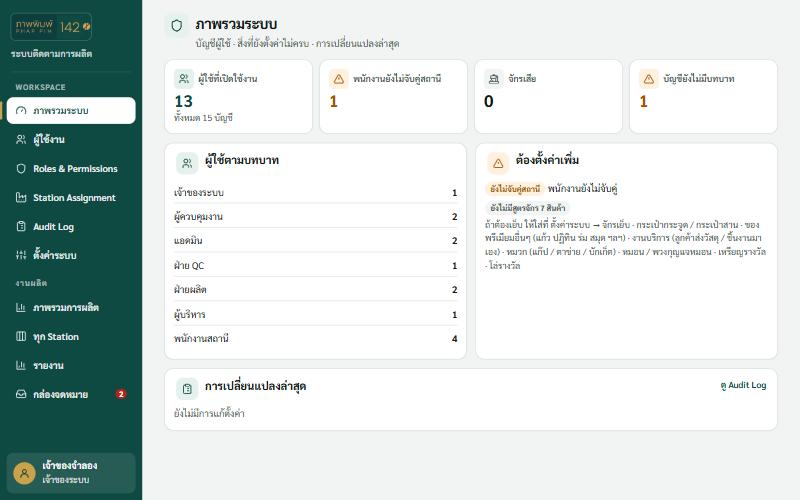 ภาพพิมพ์
PHAP PIM
142
ระบบติดตามการผลิต
WORKSPACE
ภาพรวมระบบ
ผู้ใช้งาน
Roles & Permissions
Station Assignment
Audit Log
ตั้งค่าระบบ
งานผลิต
ภาพรวมการผลิต
ทุก Station
รายงาน
กล่องจดหมาย 2
เจ้าของจำลอง
เจ้าของระบบ
ภาพรวมระบบ
บัญชีผู้ใช้ · สิ่งที่ยังตั้งค่าไม่ครบ · การเปลี่ยนแปลงล่าสุด
ผู้ใช้ที่เปิดใช้งาน
13
ทั้งหมด 15 บัญชี
พนักงานยังไม่จับคู่สถานี
1
จักรเสีย
0
บัญชียังไม่มีบทบาท
1
ผู้ใช้ตามบทบาท
เจ้าของระบบ 1
ผู้ควบคุมงาน 2
แอดมิน 2
ฝ่าย QC 1
ฝ่ายผลิต 2
ผู้บริหาร 1
พนักงานสถานี 4
ต้องตั้งค่าเพิ่ม
ยังไม่จับคู่สถานี พนักงานยังไม่จับคู่
ยังไม่มีสูตรจักร 7 สินค้า
ถ้าต้องเย็บ ให้ใส่ที่ ตั้งค่าระบบ → จักรเย็บ · กระเป๋ากระจูด / กระเป๋าสาน · ของ
พรีเมียมอื่นๆ (แก้ว ปฏิทิน ร่ม สมุด ฯลฯ) · งานบริการ (ลูกค้าส่งวัสดุ / ชิ้นงานมา
เอง) · หมวก (แก๊ป / ตาข่าย / บักเก็ต) · หมอน / พวงกุญแจหมอน · เหรียญรางวัล
· โล่รางวัล
การเปลี่ยนแปลงล่าสุด
ดู Audit Log
ยังไม่มีการแก้ตั้งค่า